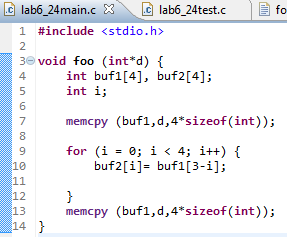 lab6_24main.c lab6_24test.c fo
1 #include <stdio.h>
2
3 void foo (int*d) {
4 int buf1[4], buf2[4];
5 int i;
6
7 memcpy (buf1,d,4*sizeof(int));
8
9 for (i = 0; i < 4; i++) {
10 buf2[i]= buf1[3-i];
11
12 }
13 memcpy (buf1,d,4*sizeof(int));
14 }